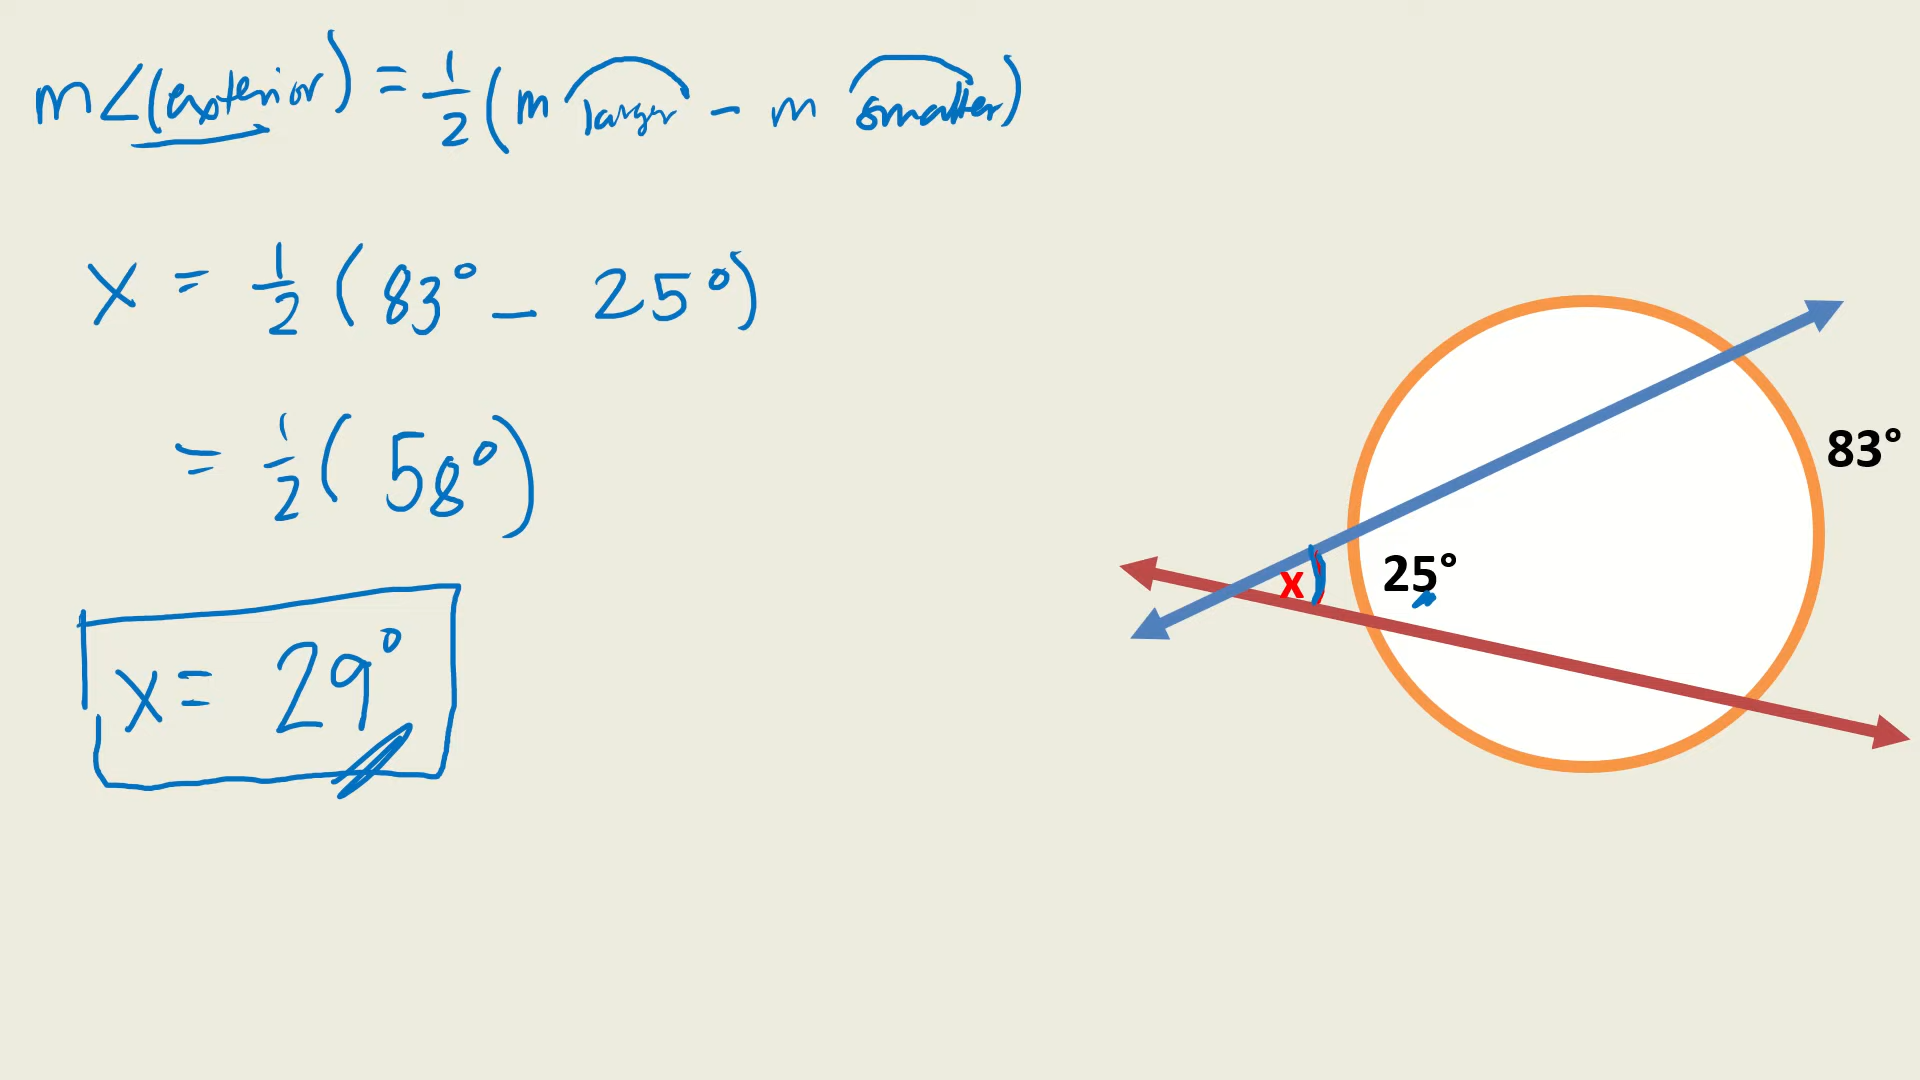 m∠(exterior) = 1/2 (m larger - m smaller)
x = 1/2 (83° - 25°)
= 1/2 (58°)
x = 29°
83°
25°
x